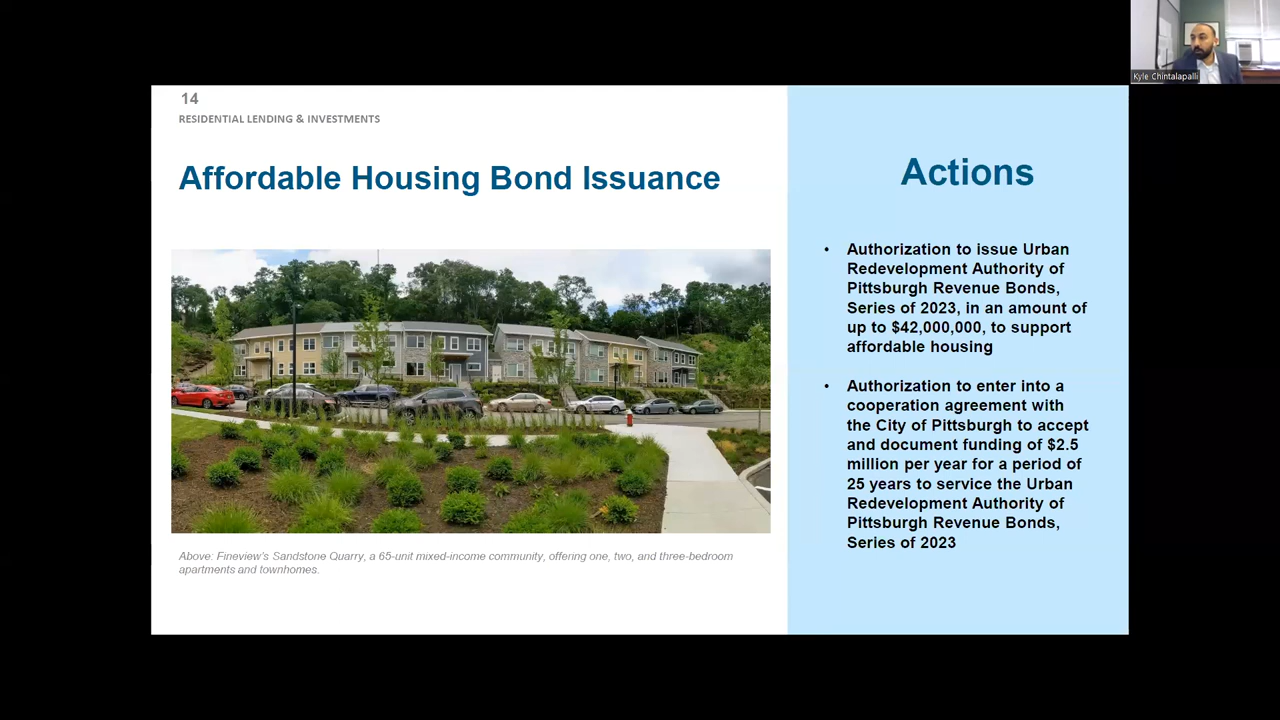 Kyle Chintalapalli
14
RESIDENTIAL LENDING & INVESTMENTS
Affordable Housing Bond Issuance
Above: Fineview's Sandstone Quarry, a 65-unit mixed-income community, offering one, two, and three-bedroom
apartments and townhomes.
Actions
• Authorization to issue Urban
Redevelopment Authority of
Pittsburgh Revenue Bonds,
Series of 2023, in an amount of
up to $42,000,000, to support
affordable housing
• Authorization to enter into a
cooperation agreement with
the City of Pittsburgh to accept
and document funding of $2.5
million per year for a period of
25 years to service the Urban
Redevelopment Authority of
Pittsburgh Revenue Bonds,
Series of 2023